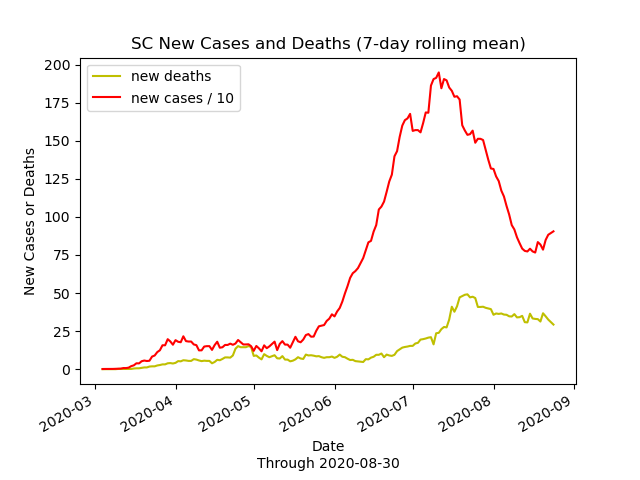 SC New Cases and Deaths (7-day rolling mean)
new deaths
new cases / 10
200
175
150
125
100
75
50
25
0
New Cases or Deaths
2020-03
2020-04
2020-05
2020-06
2020-07
2020-08
2020-09
Date
Through 2020-08-30